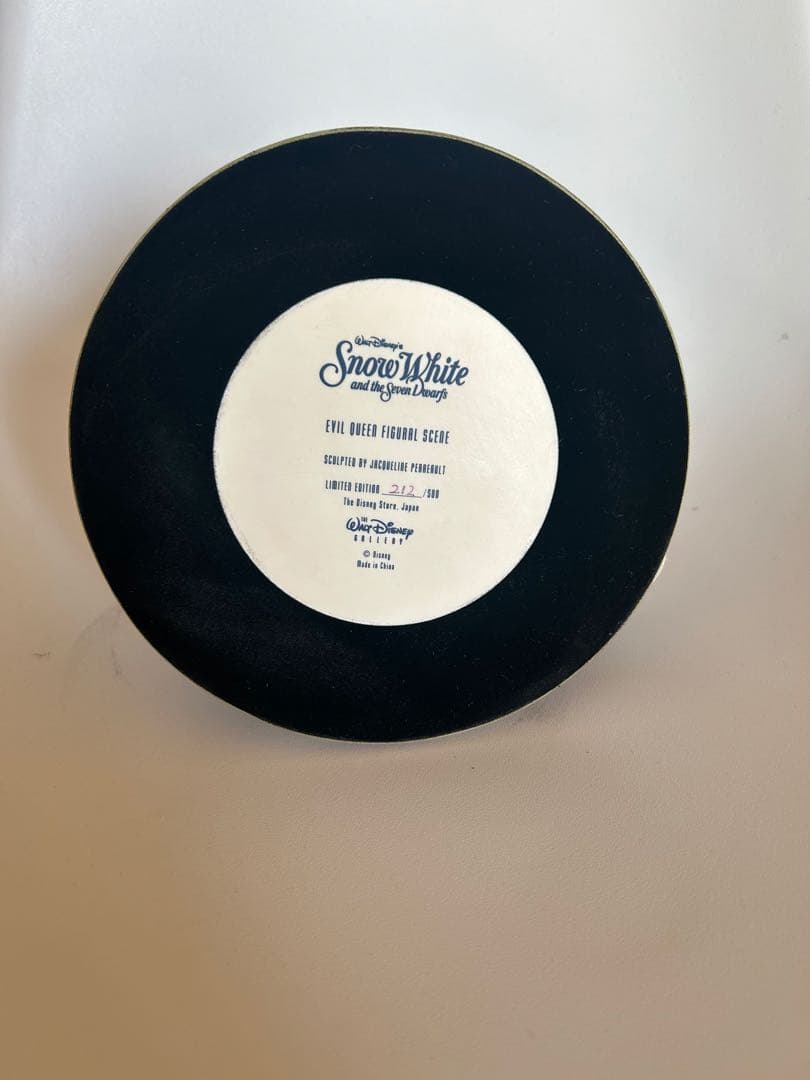 Walt Disney's
Snow White
and the Seven Dwarfs
EVIL QUEEN FIGURAL SCENE
SCULPTED BY JACQUELINE PERREAULT
LIMITED EDITION 212 /500
The Disney Store, Japan
THE
Walt Disney
GALLERY
© Disney
Made in China